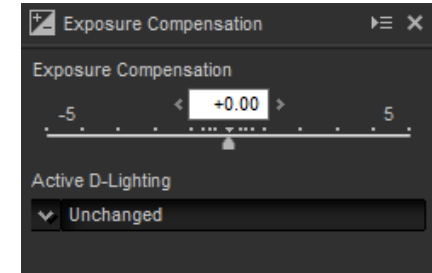 Exposure Compensation
Exposure Compensation
-5 +0.00 5
Active D-Lighting
Unchanged